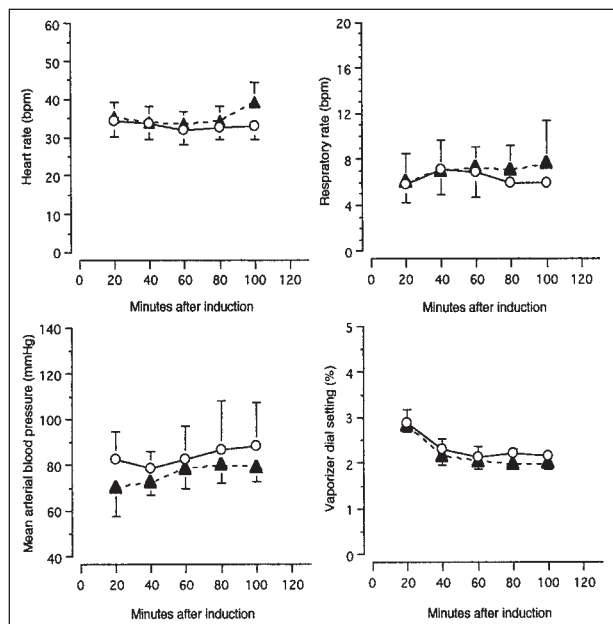 60
50
40
30
20
10
0
Heart rate (bpm)
0 20 40 60 80 100 120
Minutes after induction
20
16
12
8
4
0
Respratory rate (bpm)
0 20 40 60 80 100 120
Minutes after induction
140
120
100
80
60
40
Mean arterial blood pressure (mmHg)
0 20 40 60 80 100 120
Minutes after induction
5
4
3
2
1
0
Vaporizer dial setting (%)
0 20 40 60 80 100 120
Minutes after induction